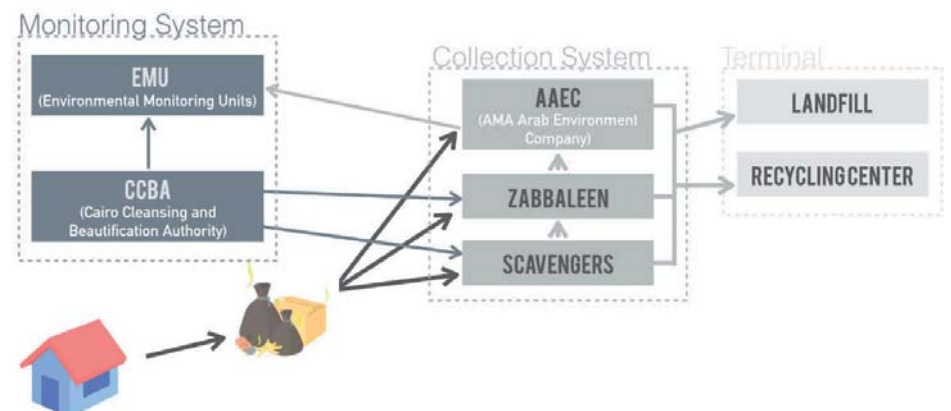 Monitoring System
EMU
(Environmental Monitoring Units)
CCBA
(Cairo Cleansing and
Beautification Authority)
Collection System
AAEC
(AMA Arab Environment
Company)
ZABBALEEN
SCAVENGERS
Terminal
LANDFILL
RECYCLING CENTER